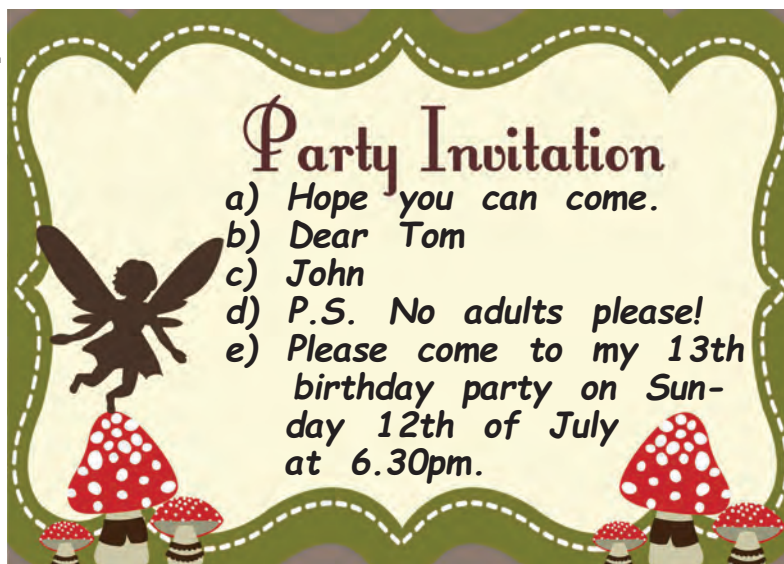 Party Invitation
a) Hope you can come.
b) Dear Tom
c) John
d) P.S. No adults please!
e) Please come to my 13th
birthday party on Sun-
day 12th of July
at 6.30pm.